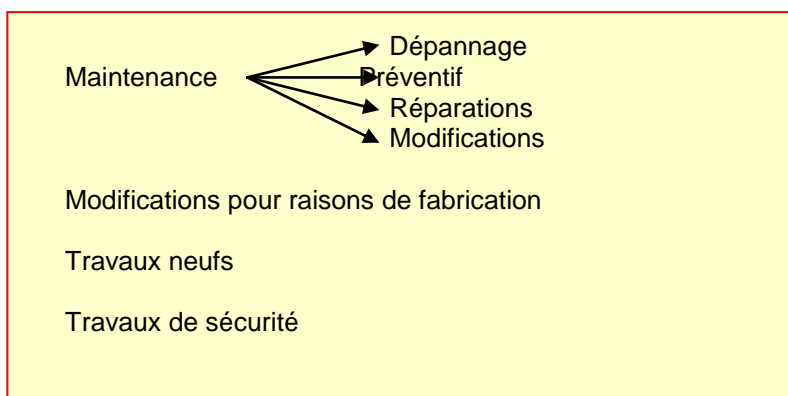 Dépannage
Maintenance Préventif
Réparations
Modifications
Modifications pour raisons de fabrication
Travaux neufs
Travaux de sécurité